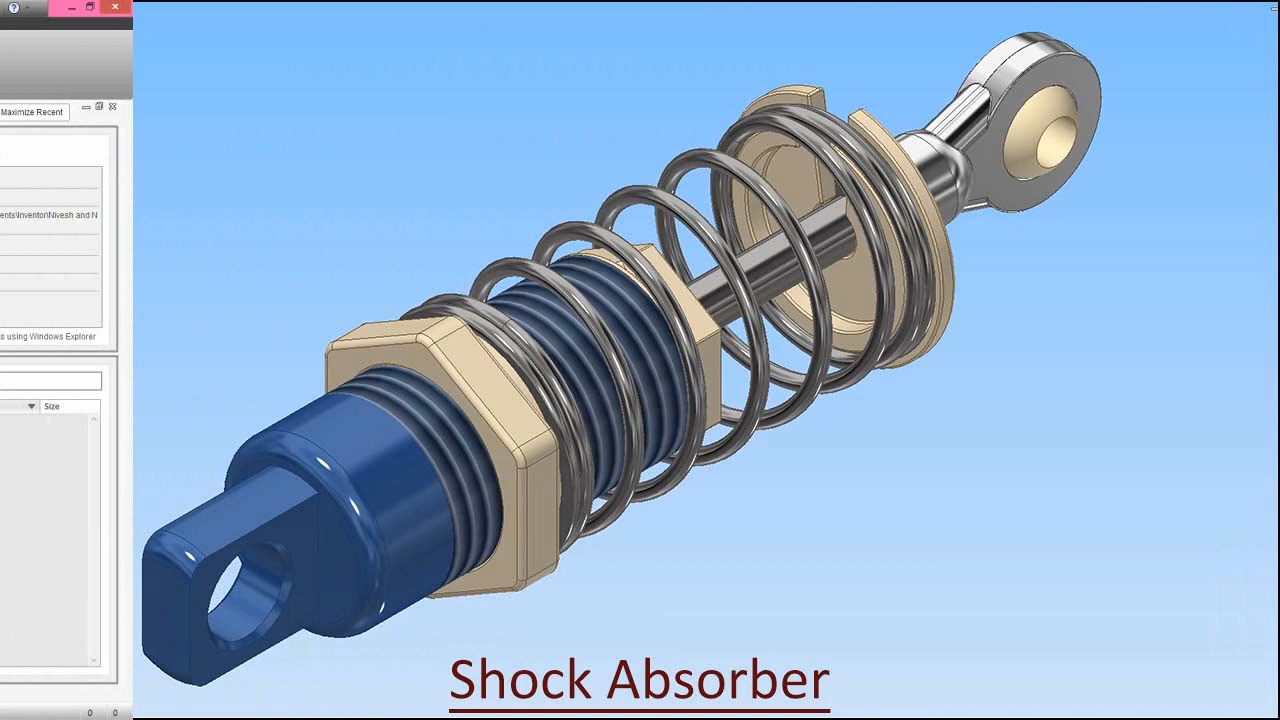 ?
Maximize Recent
ents\Inventor\Nivesh and N
s using Windows Explorer
Size
0 0
Shock Absorber